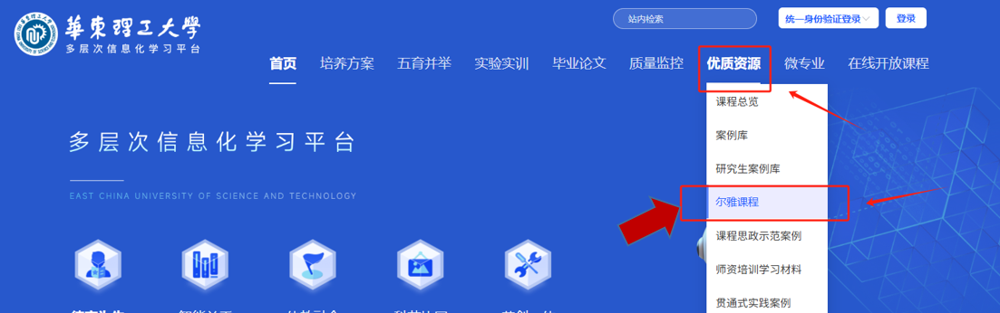 華東理工大學
多层次信息化学习平台
站内检索
统一身份验证登录
登录
首页
培养方案
五育并举
实验实训
毕业论文
质量监控
优质资源
微专业
在线开放课程
课程总览
案例库
研究生案例库
尔雅课程
课程思政示范案例
师资培训学习材料
贯通式实践案例
多层次信息化学习平台
EAST CHINA UNIVERSITY OF SCIENCE AND TECHNOLOGY